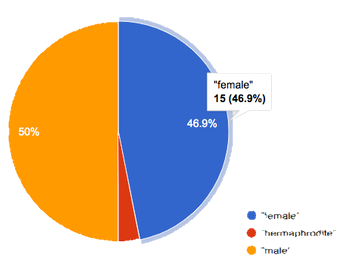 "female"
15 (46.9%)
50%
46.9%
"female"
"hermaphrodite"
"male"